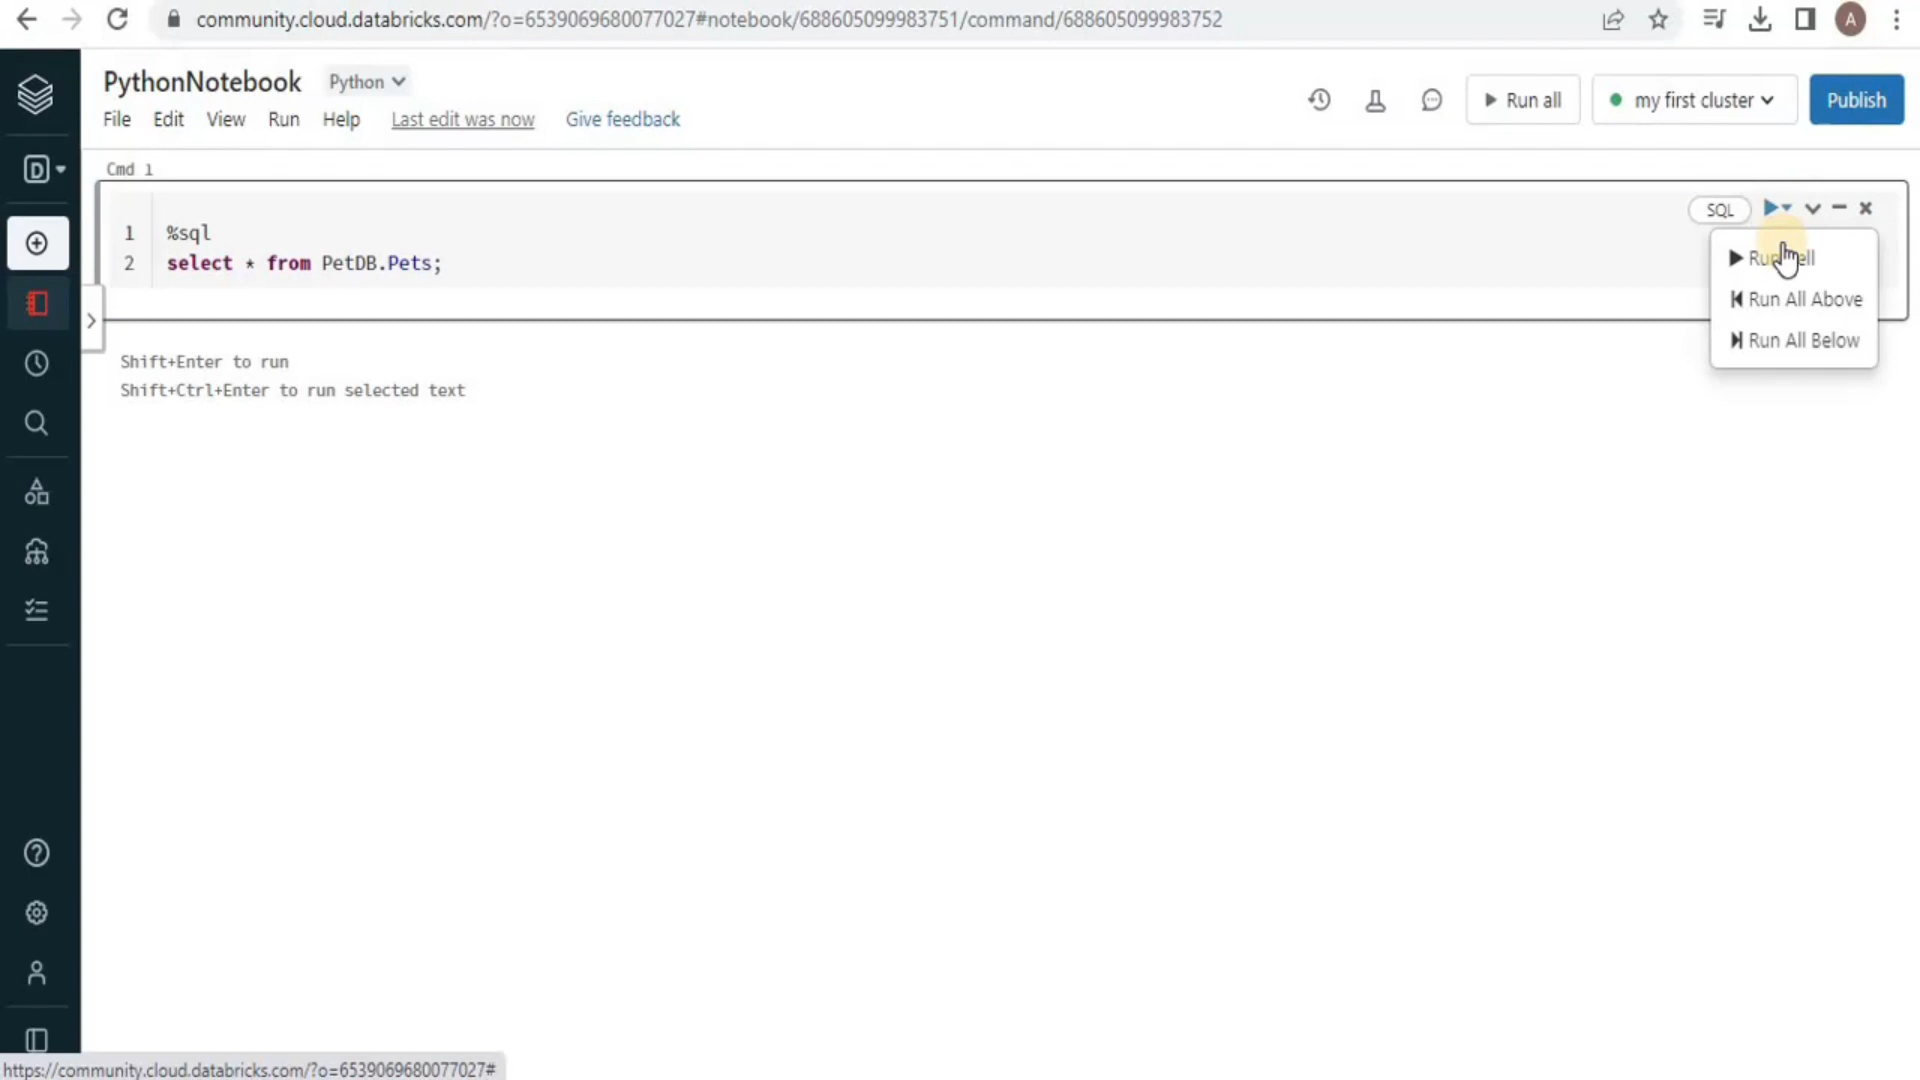 community.cloud.databricks.com/?o=6539069680077027#notebook/688605099983751/command/688605099983752
A
PythonNotebook
Python
File
Edit
View
Run
Help
Last edit was now
Give feedback
Run all
my first cluster
Publish
Cmd 1
D
SQL
1 %sql
2 select * from PetDB.Pets;
Run
Run All Above
Run All Below
Shift+Enter to run
Shift+Ctrl+Enter to run selected text
https://community.cloud.databricks.com/?o=6539069680077027#